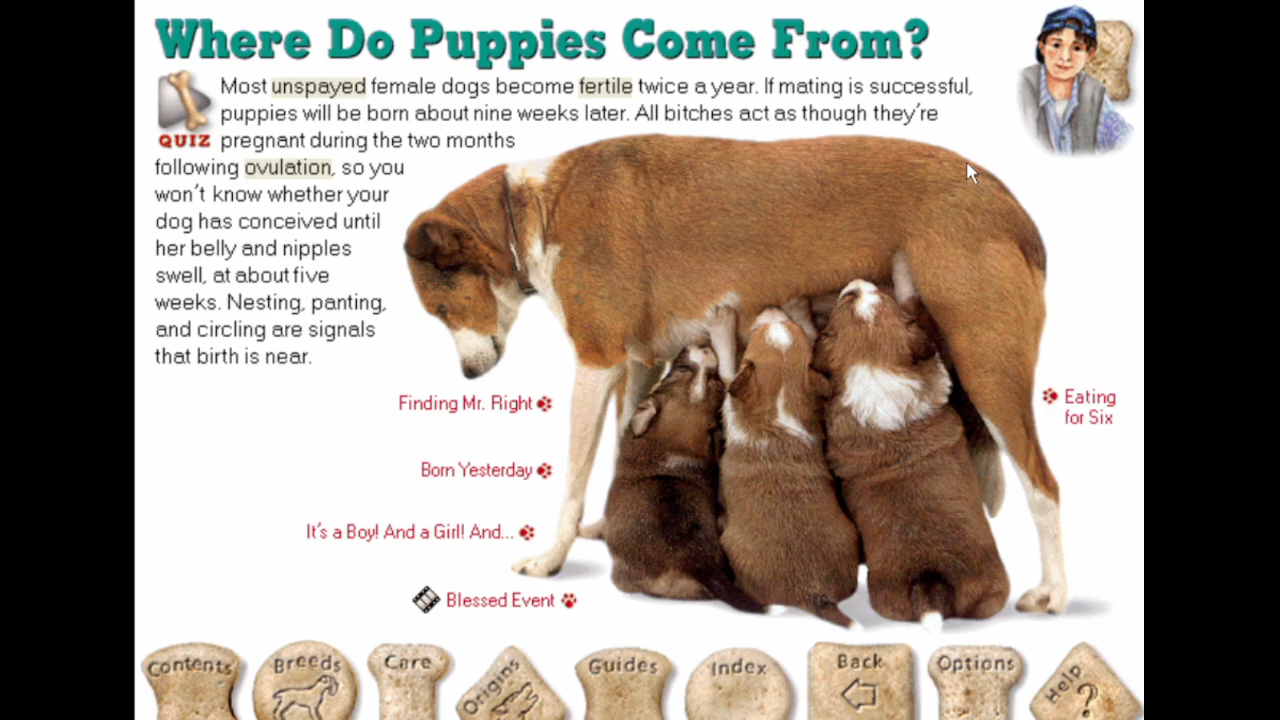 Where Do Puppies Come From?
Most unspayed female dogs become fertile twice a year. If mating is successful,
puppies will be born about nine weeks later. All bitches act as though they're
QUIZ pregnant during the two months
following ovulation, so you
won't know whether your
dog has conceived until
her belly and nipples
swell, at about five
weeks. Nesting, panting,
and circling are signals
that birth is near.
Finding Mr. Right
Eating
for Six
Born Yesterday
It's a Boy! And a Girl! And...
Blessed Event
Contents Breeds Care Origins Guides Index Back Options Help ?